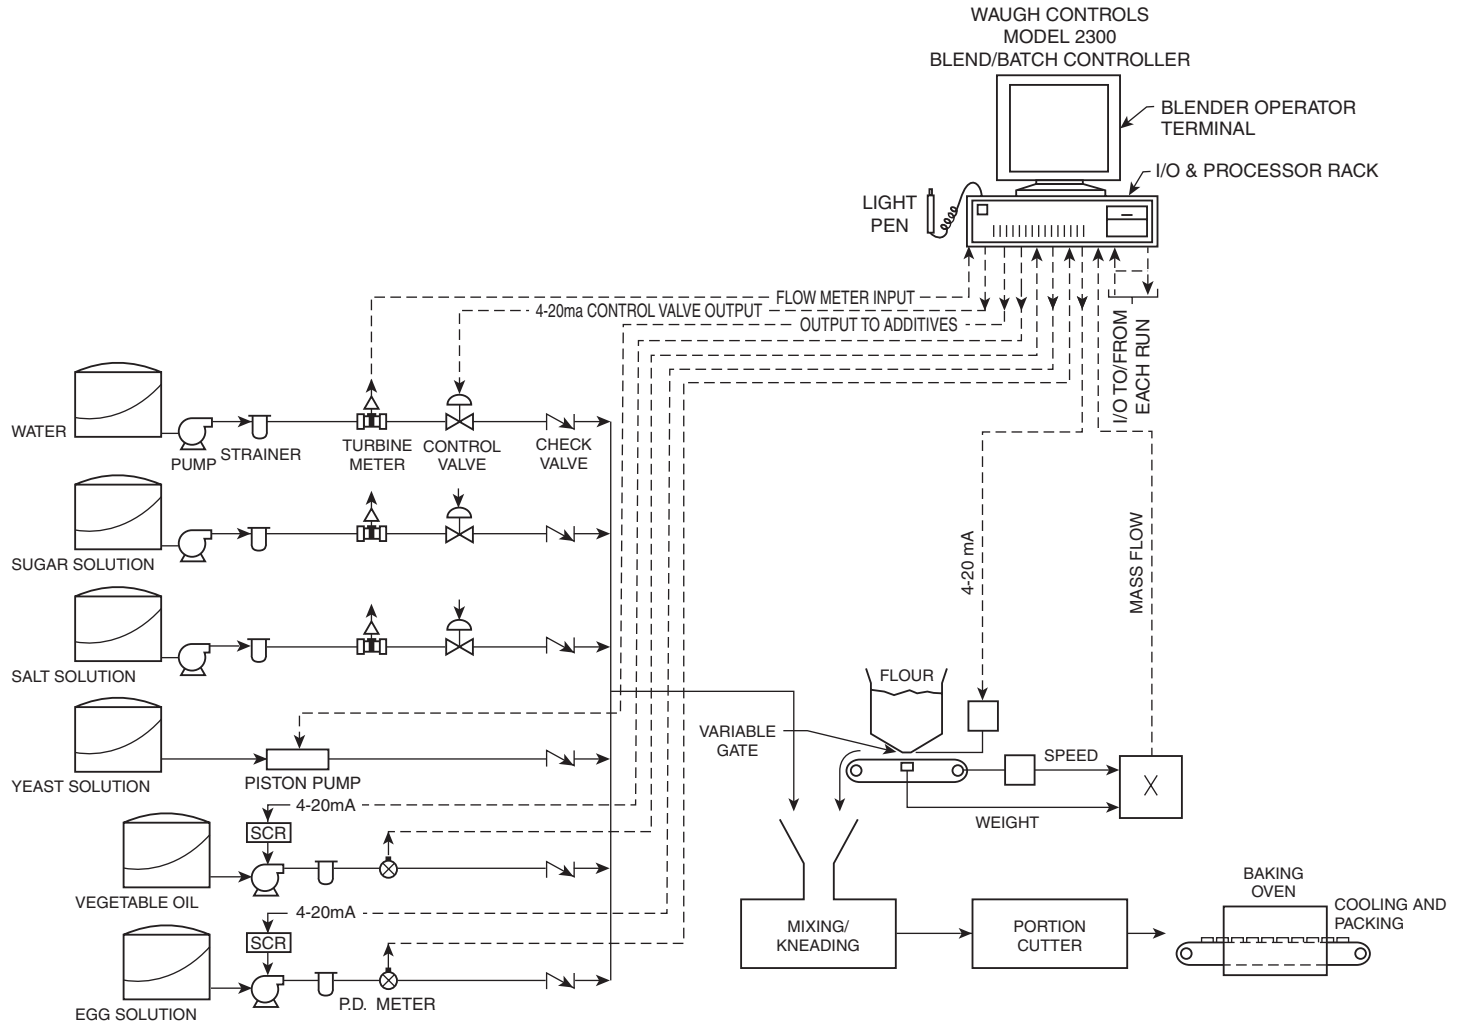 WAUGH CONTROLS
MODEL 2300
BLEND/BATCH CONTROLLER
BLENDER OPERATOR
TERMINAL
I/O & PROCESSOR RACK
LIGHT
PEN
FLOW METER INPUT
4-20ma CONTROL VALVE OUTPUT
OUTPUT TO ADDITIVES
I/O TO/FROM
EACH RUN
WATER
PUMP
STRAINER
TURBINE
METER
CONTROL
VALVE
CHECK
VALVE
SUGAR SOLUTION
4-20 mA
MASS FLOW
SALT SOLUTION
FLOUR
VARIABLE
GATE
SPEED
X
WEIGHT
YEAST SOLUTION
PISTON PUMP
4-20mA
SCR
VEGETABLE OIL
4-20mA
SCR
EGG SOLUTION
P.D. METER
MIXING/
KNEADING
PORTION
CUTTER
BAKING
OVEN
COOLING AND
PACKING